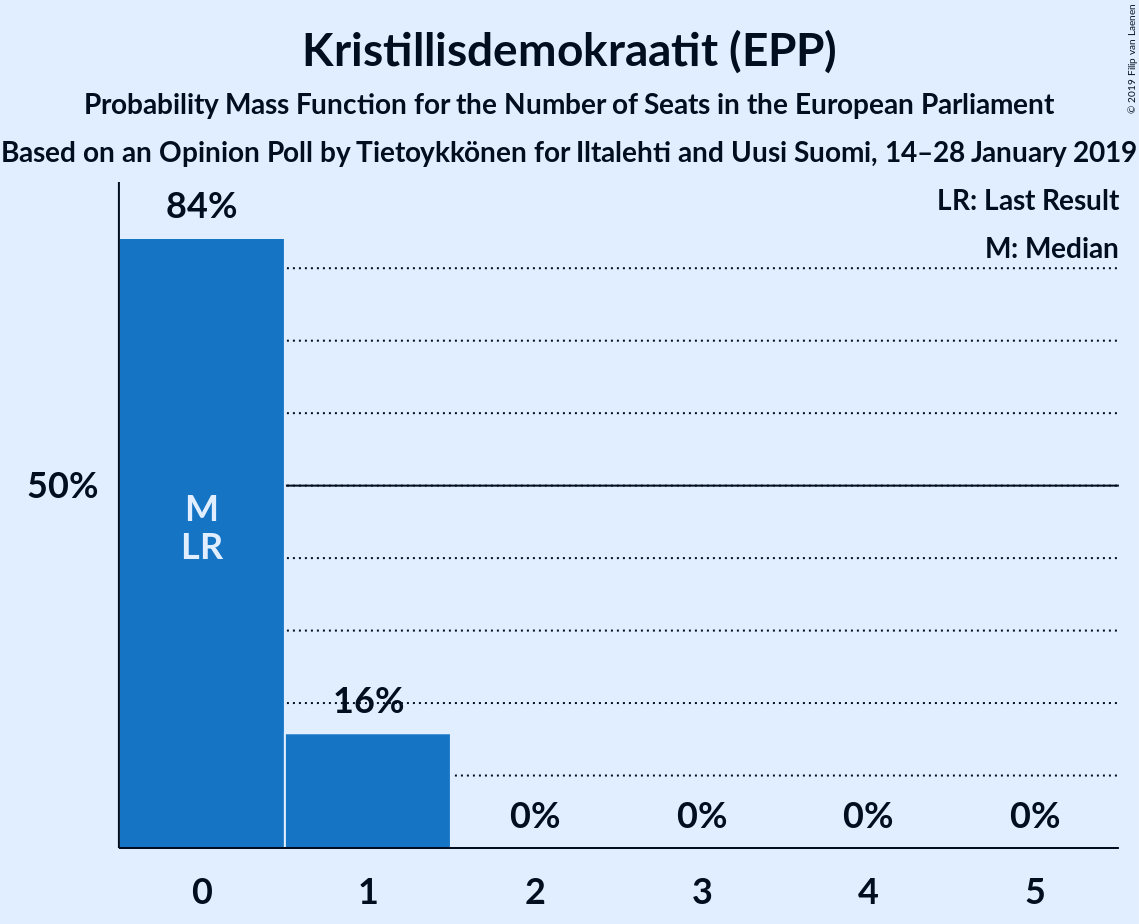 Kristillisdemokraatit (EPP)
Probability Mass Function for the Number of Seats in the European Parliament
Based on an Opinion Poll by Tietoykkönen for Iltalehti and Uusi Suomi, 14–28 January 2019
© 2019 Filip van Laenen
LR: Last Result
M: Median
84%
50%
M
LR
16%
0% 0% 0% 0%
0 1 2 3 4 5